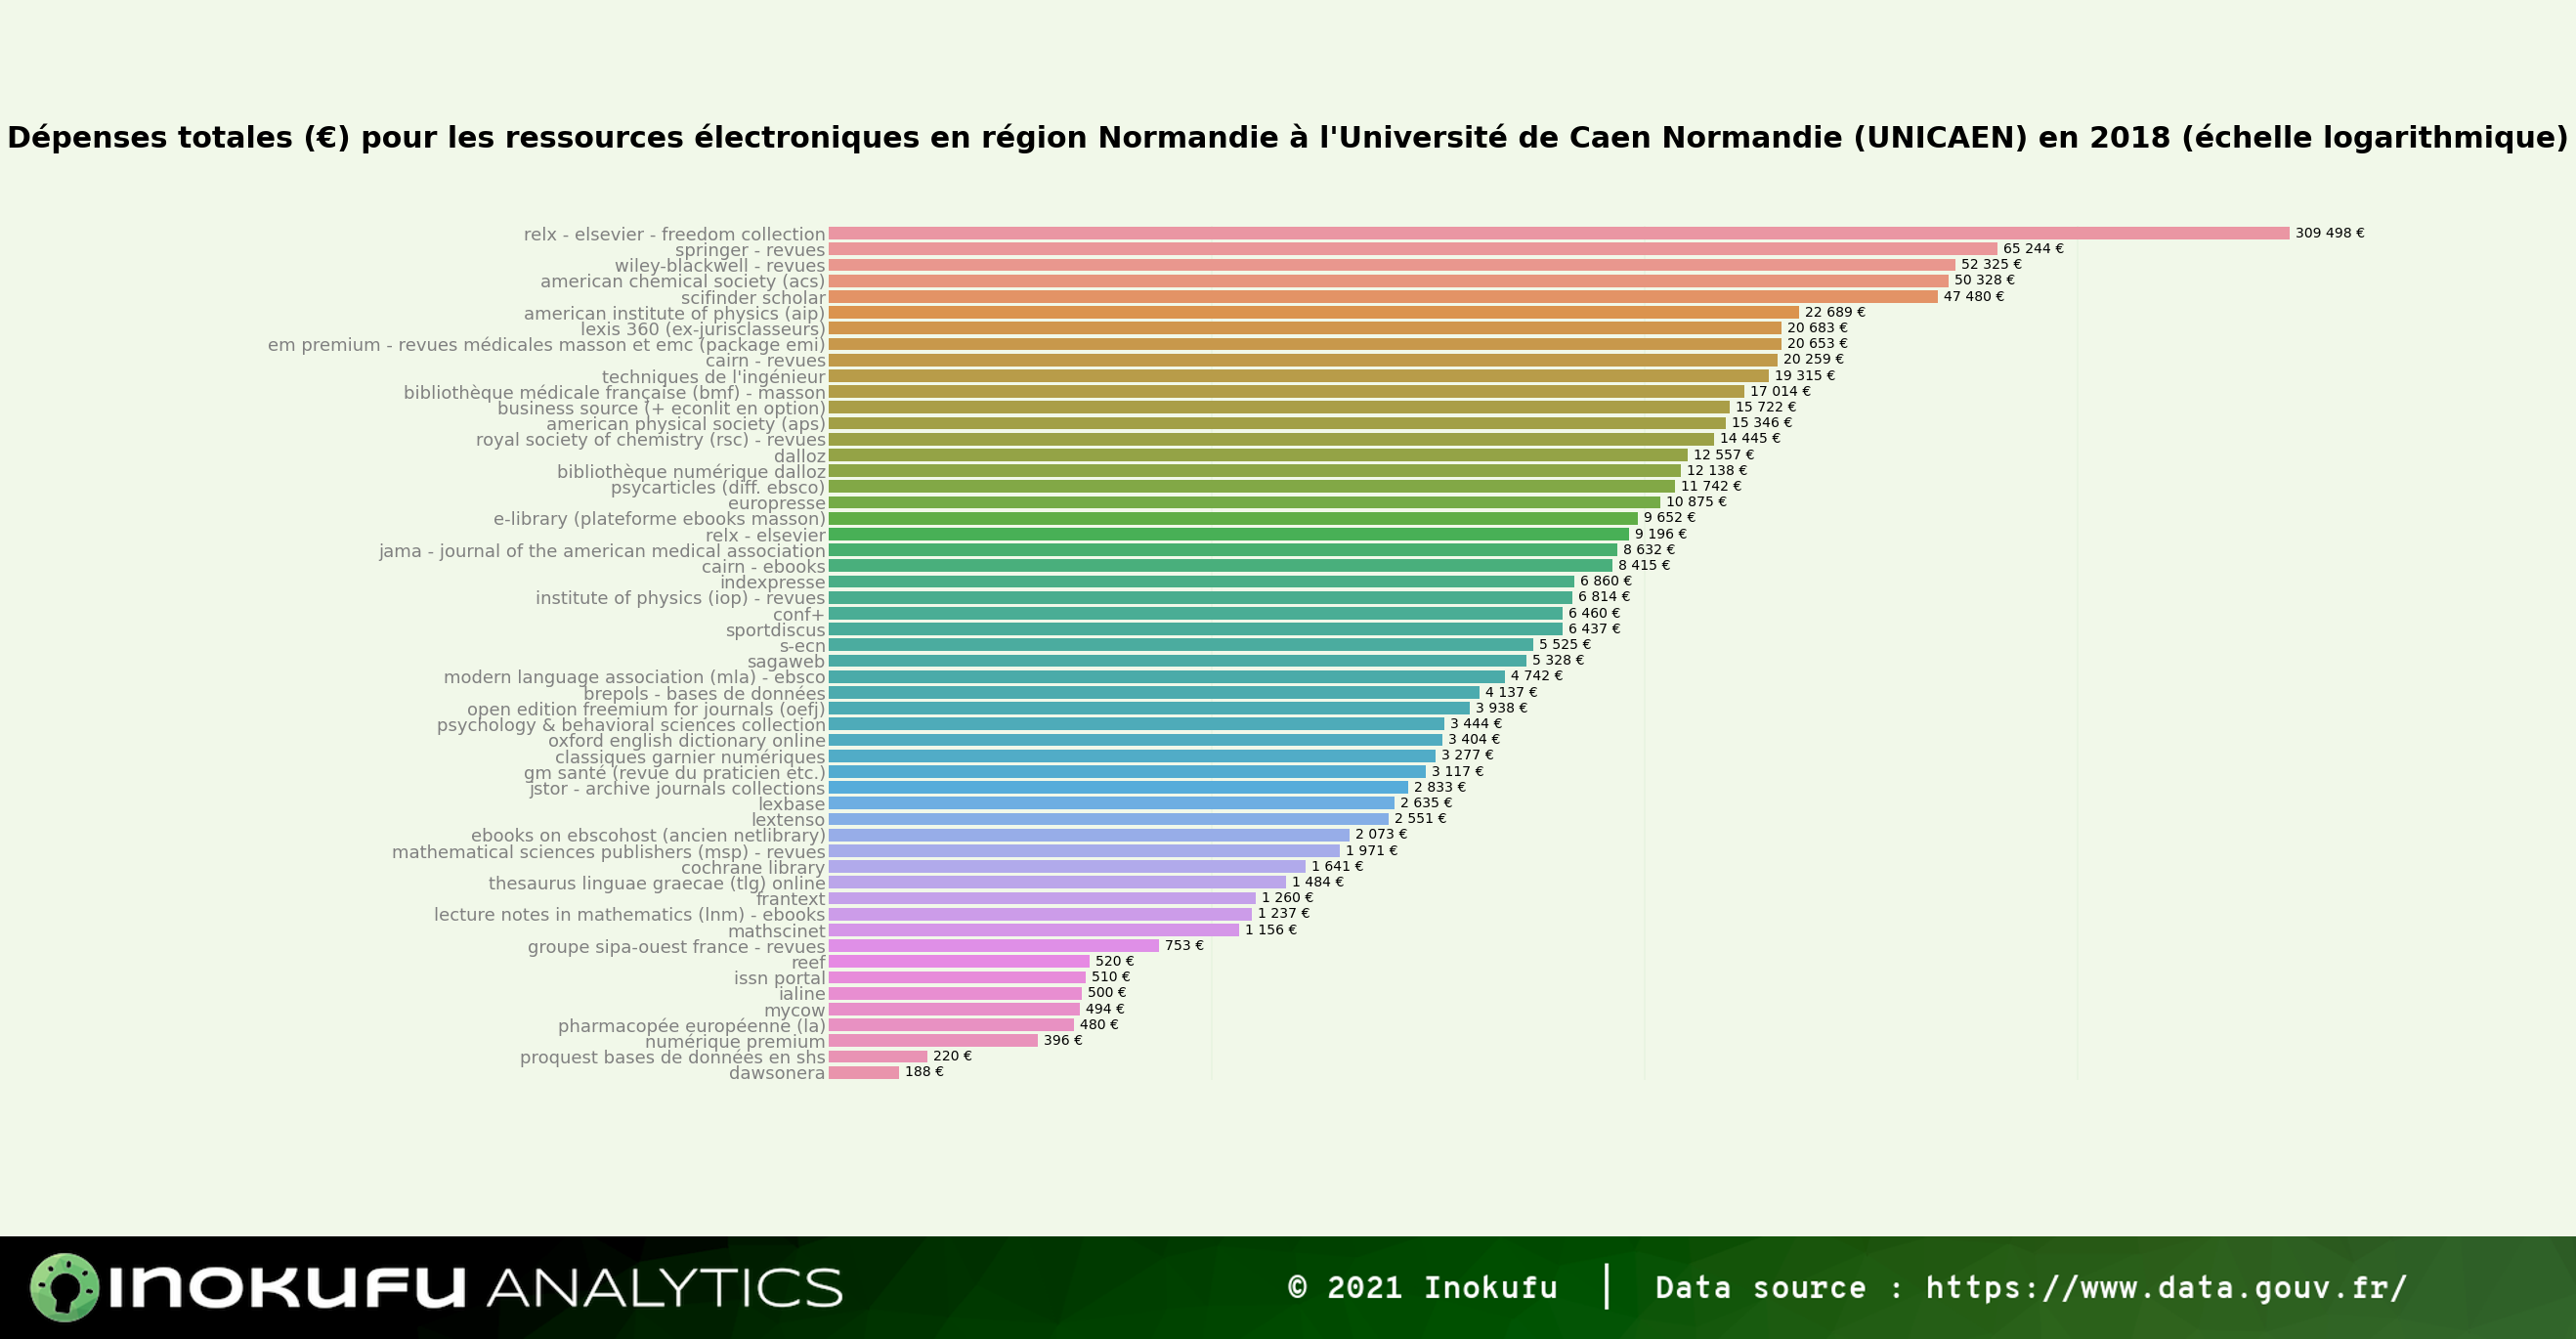 Dépenses totales (€) pour les ressources électroniques en région Normandie à l'Université de Caen Normandie (UNICAEN) en 2018 (échelle logarithmique)
relx - elsevier - freedom collection 309 498 €
springer - revues 65 244 €
wiley-blackwell - revues 52 325 €
american chemical society (acs) 50 328 €
scifinder scholar 47 480 €
american institute of physics (aip) 22 689 €
lexis 360 (ex-jurisclasseurs) 20 683 €
em premium - revues médicales masson et emc (package emi) 20 653 €
cairn - revues 20 259 €
techniques de l'ingénieur 19 315 €
bibliothèque médicale française (bmf) - masson 17 014 €
business source (+ econlit en option) 15 722 €
american physical society (aps) 15 346 €
royal society of chemistry (rsc) - revues 14 445 €
dalloz 12 557 €
bibliothèque numérique dalloz 12 138 €
psycarticles (diff. ebsco) 11 742 €
europresse 10 875 €
e-library (plateforme ebooks masson) 9 652 €
relx - elsevier 9 196 €
jama - journal of the american medical association 8 632 €
cairn - ebooks 8 415 €
indexpresse 6 860 €
institute of physics (iop) - revues 6 814 €
conf+ 6 460 €
sportdiscus 6 437 €
s-ecn 5 525 €
sagaweb 5 328 €
modern language association (mla) - ebsco 4 742 €
brepols - bases de données 4 137 €
open edition freemium for journals (oefj) 3 938 €
psychology & behavioral sciences collection 3 444 €
oxford english dictionary online 3 404 €
classiques garnier numériques 3 277 €
gm santé (revue du praticien etc.) 3 117 €
jstor - archive journals collections 2 833 €
lexbase 2 635 €
lextenso 2 551 €
ebooks on ebscohost (ancien netlibrary) 2 073 €
mathematical sciences publishers (msp) - revues 1 971 €
cochrane library 1 641 €
thesaurus linguae graecae (tlg) online 1 484 €
frantext 1 260 €
lecture notes in mathematics (lnm) - ebooks 1 237 €
mathscinet 1 156 €
groupe sipa-ouest france - revues 753 €
reef 520 €
issn portal 510 €
ialine 500 €
mycow 494 €
pharmacopée européenne (la) 480 €
numérique premium 396 €
proquest bases de données en shs 220 €
dawsonera 188 €
INOKUFU ANALYTICS
© 2021 Inokufu | Data source : https://www.data.gouv.fr/